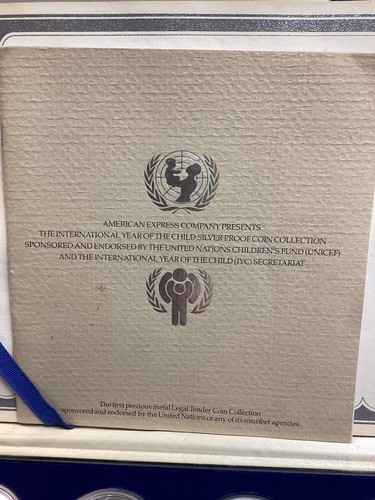 AMERICAN EXPRESS COMPANY PRESENTS
THE INTERNATIONAL YEAR OF THE CHILD SILVER PROOF COIN COLLECTION
SPONSORED AND ENDORSED BY THE UNITED NATIONS CHILDREN'S FUND (UNICEF)
AND THE INTERNATIONAL YEAR OF THE CHILD (IYC) SECRETARIAT
The first precious metal Legal Tender Coin Collection
sponsored and endorsed by the United Nations or any of its member agencies.